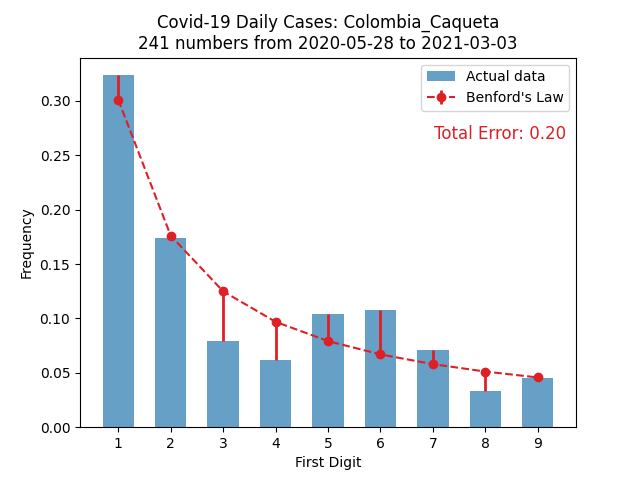 Covid-19 Daily Cases: Colombia_Caqueta
241 numbers from 2020-05-28 to 2021-03-03
Actual data
Benford's Law
Total Error: 0.20
Frequency
0.30
0.25
0.20
0.15
0.10
0.05
0.00
1 2 3 4 5 6 7 8 9
First Digit